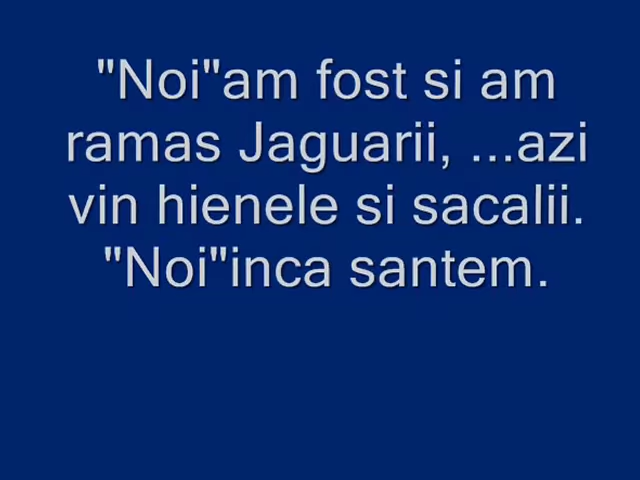 "Noi"am fost si am
ramas Jaguarii, ...azi
vin hienele si sacalii.
"Noi"inca santem.